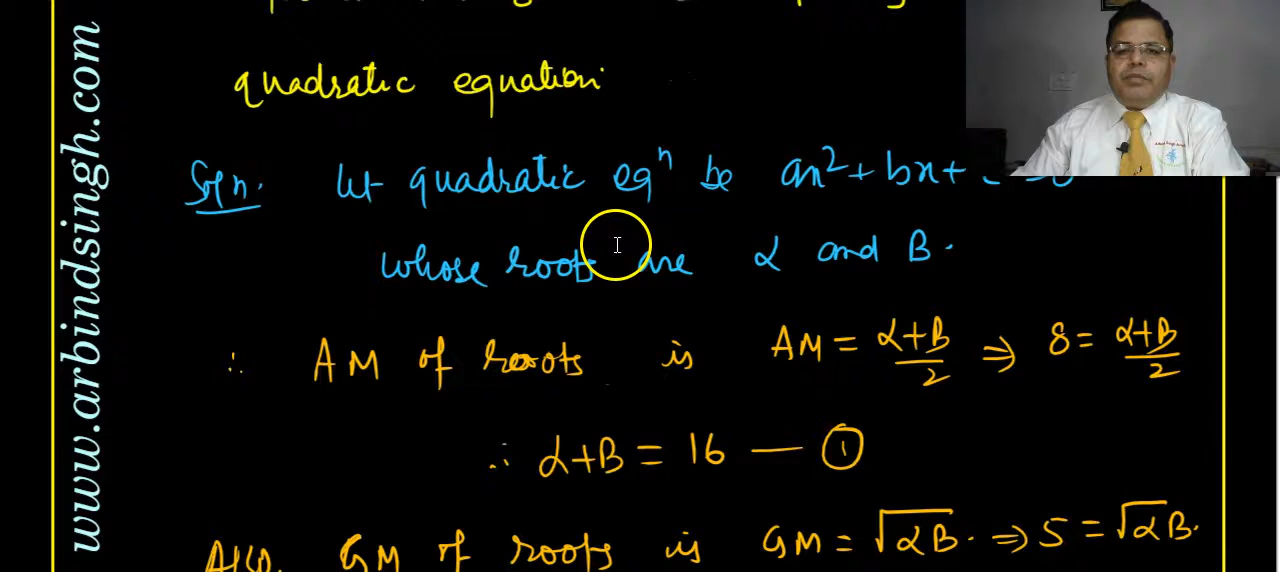 quadratic equation
Soln. let quadratic eqⁿ be ax²+bx+
whose roots are α and β.
∴ AM of roots is AM = α+β/2 ⇒ 8 = α+β/2
∴ α+β = 16 — ①
Also, GM of roots is GM = √αβ. ⇒ 5 = √αβ.
www.arbindsingh.com